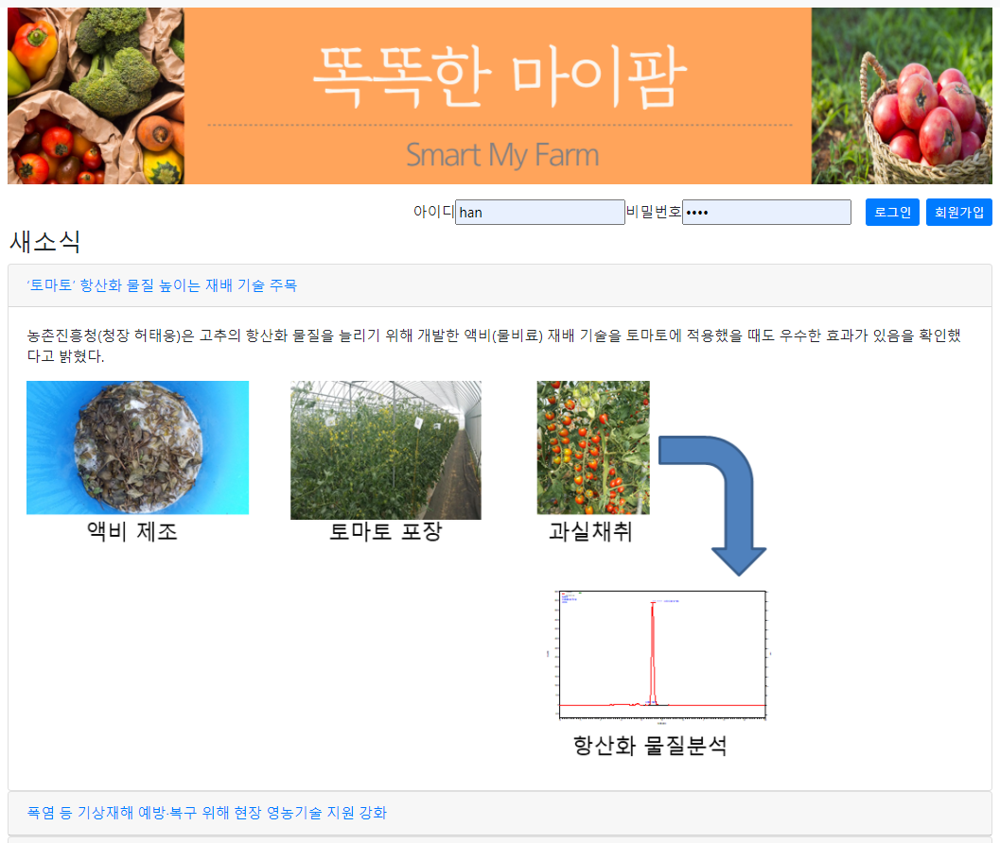 똑똑한 마이팜
Smart My Farm
아이디 han 비밀번호 •••• 로그인 회원가입
새소식
'토마토' 항산화 물질 높이는 재배 기술 주목
농촌진흥청(청장 허태웅)은 고추의 항산화 물질을 늘리기 위해 개발한 액비(물비료) 재배 기술을 토마토에 적용했을 때도 우수한 효과가 있음을 확인했
다고 밝혔다.
액비 제조 토마토 포장 과실채취
항산화 물질분석
폭염 등 기상재해 예방·복구 위해 현장 영농기술 지원 강화